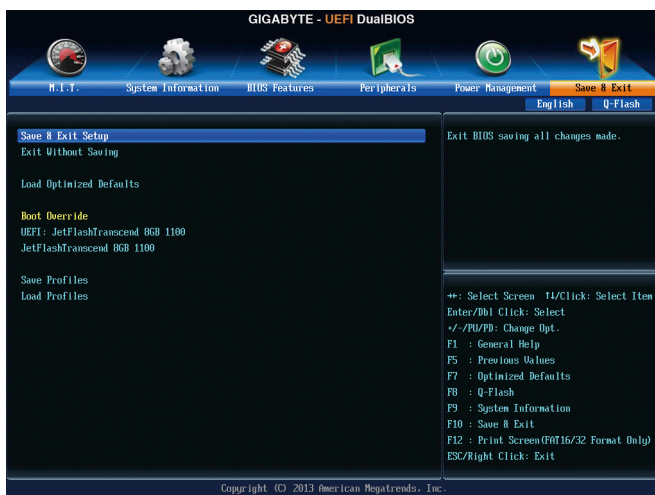 GIGABYTE - UEFI DualBIOS
M.I.T. System Information BIOS Features Peripherals Power Management Save & Exit
English Q-Flash
Save & Exit Setup
Exit Without Saving
Load Optimized Defaults
Boot Override
UEFI: JetFlashTranscend 8GB 1100
JetFlashTranscend 8GB 1100
Save Profiles
Load Profiles
Exit BIOS saving all changes made.
→←: Select Screen ↑↓/Click: Select Item
Enter/Dbl Click: Select
+/-/PU/PD: Change Opt.
F1 : General Help
F5 : Previous Values
F7 : Optimized Defaults
F8 : Q-Flash
F9 : System Information
F10 : Save & Exit
F12 : Print Screen(FAT16/32 Format Only)
ESC/Right Click: Exit
Copyright (C) 2013 American Megatrends, Inc.